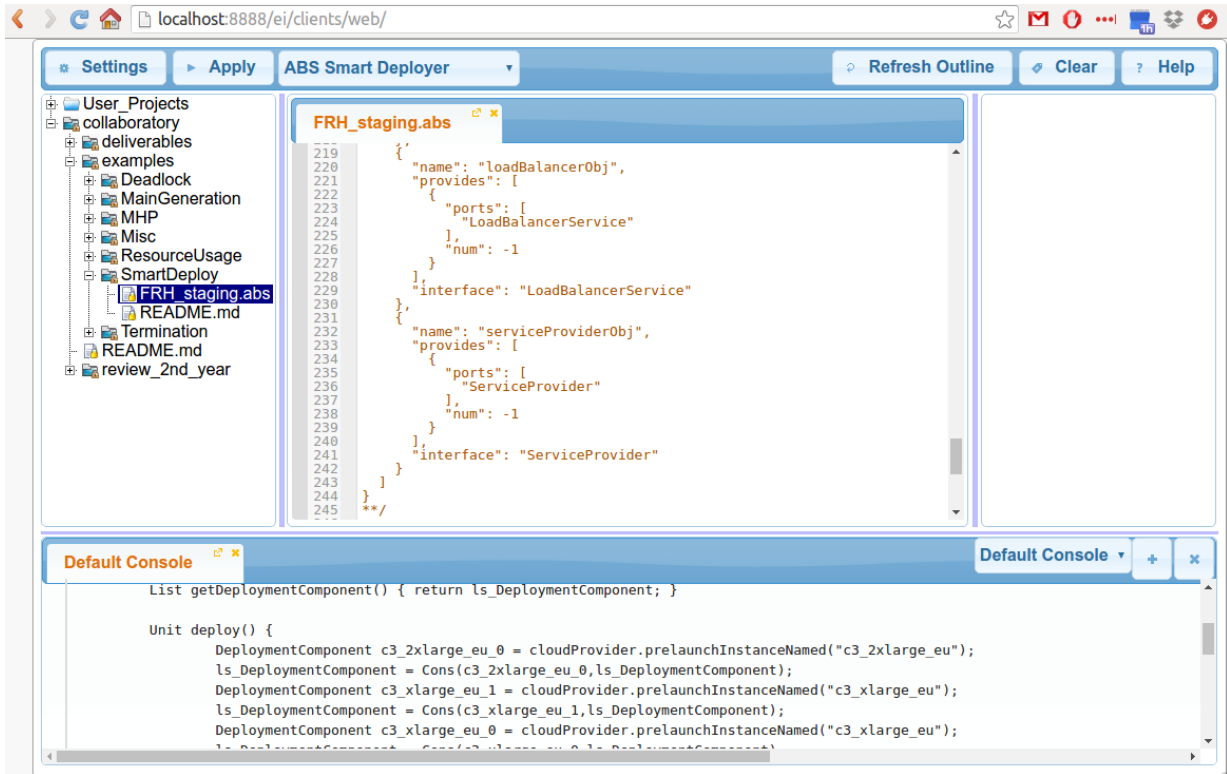 localhost:8888/ei/clients/web/
1h
Settings
Apply
ABS Smart Deployer
Refresh Outline
Clear
? Help
User_Projects
collaboratory
deliverables
examples
Deadlock
MainGeneration
MHP
Misc
ResourceUsage
SmartDeploy
FRH_staging.abs
README.md
Termination
README.md
review_2nd_year
FRH_staging.abs
219 {
220 "name": "loadBalancerObj",
221 "provides": [
222 {
223 "ports": [
224 "LoadBalancerService"
225 ],
226 "num": -1
227 }
228 ],
229 "interface": "LoadBalancerService"
230 },
231 {
232 "name": "serviceProviderObj",
233 "provides": [
234 {
235 "ports": [
236 "ServiceProvider"
237 ],
238 "num": -1
239 }
240 ],
241 "interface": "ServiceProvider"
242 }
243 ]
244 }
245 **/
Default Console
Default Console
List getDeploymentComponent() { return ls_DeploymentComponent; }
Unit deploy() {
DeploymentComponent c3_2xlarge_eu_0 = cloudProvider.prelaunchInstanceNamed("c3_2xlarge_eu");
ls_DeploymentComponent = Cons(c3_2xlarge_eu_0,ls_DeploymentComponent);
DeploymentComponent c3_xlarge_eu_1 = cloudProvider.prelaunchInstanceNamed("c3_xlarge_eu");
ls_DeploymentComponent = Cons(c3_xlarge_eu_1,ls_DeploymentComponent);
DeploymentComponent c3_xlarge_eu_0 = cloudProvider.prelaunchInstanceNamed("c3_xlarge_eu");